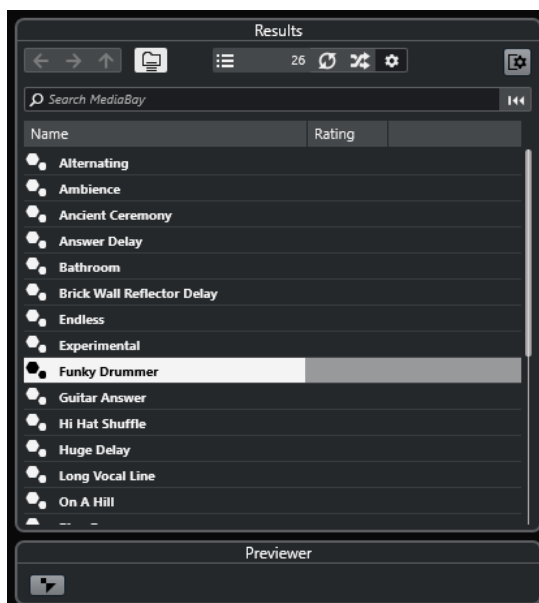 Results
26
Search MediaBay
Name Rating
Alternating
Ambience
Ancient Ceremony
Answer Delay
Bathroom
Brick Wall Reflector Delay
Endless
Experimental
Funky Drummer
Guitar Answer
Hi Hat Shuffle
Huge Delay
Long Vocal Line
On A Hill
Previewer